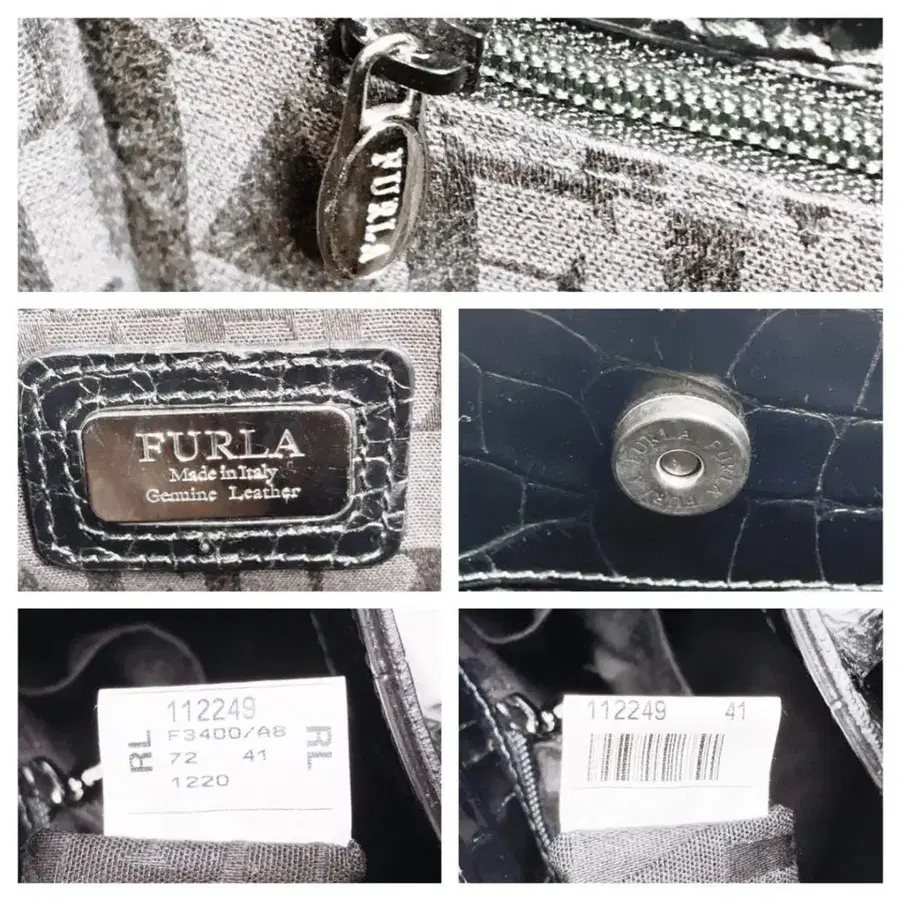 FURLA
FURLA
Made in Italy
Genuine Leather
FURLA FURLA FURLA
112249
F3400/A8
RL
RL
72 41
1220
112249 41